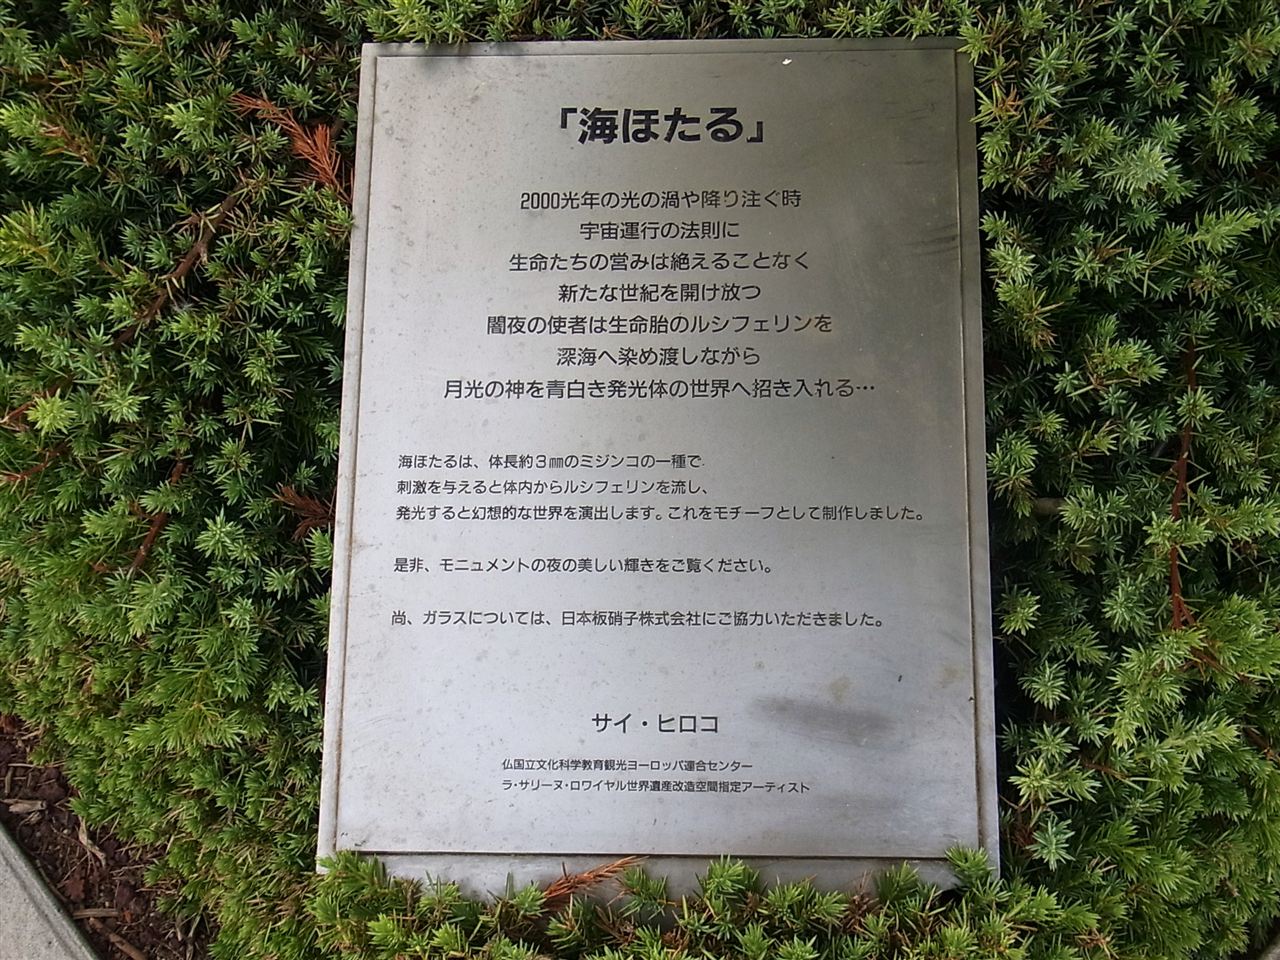 「海ほたる」
2000光年の光の渦や降り注ぐ時
宇宙運行の法則に
生命たちの営みは絶えることなく
新たな世紀を開け放つ
闇夜の使者は生命胎のルシフェリンを
深海へ染め渡しながら
月光の神を青白き発光体の世界へ招き入れる…
海ほたるは、体長約3㎜のミジンコの一種で
刺激を与えると体内からルシフェリンを流し、
発光すると幻想的な世界を演出します。これをモチーフとして制作しました。
是非、モニュメントの夜の美しい輝きをご覧ください。
尚、ガラスについては、日本板硝子株式会社にご協力いただきました。
サイ・ヒロコ
仏国立文化科学教育観光ヨーロッパ連合センター
ラ・サリーヌ・ロワイヤル世界遺産改造空間指定アーティスト